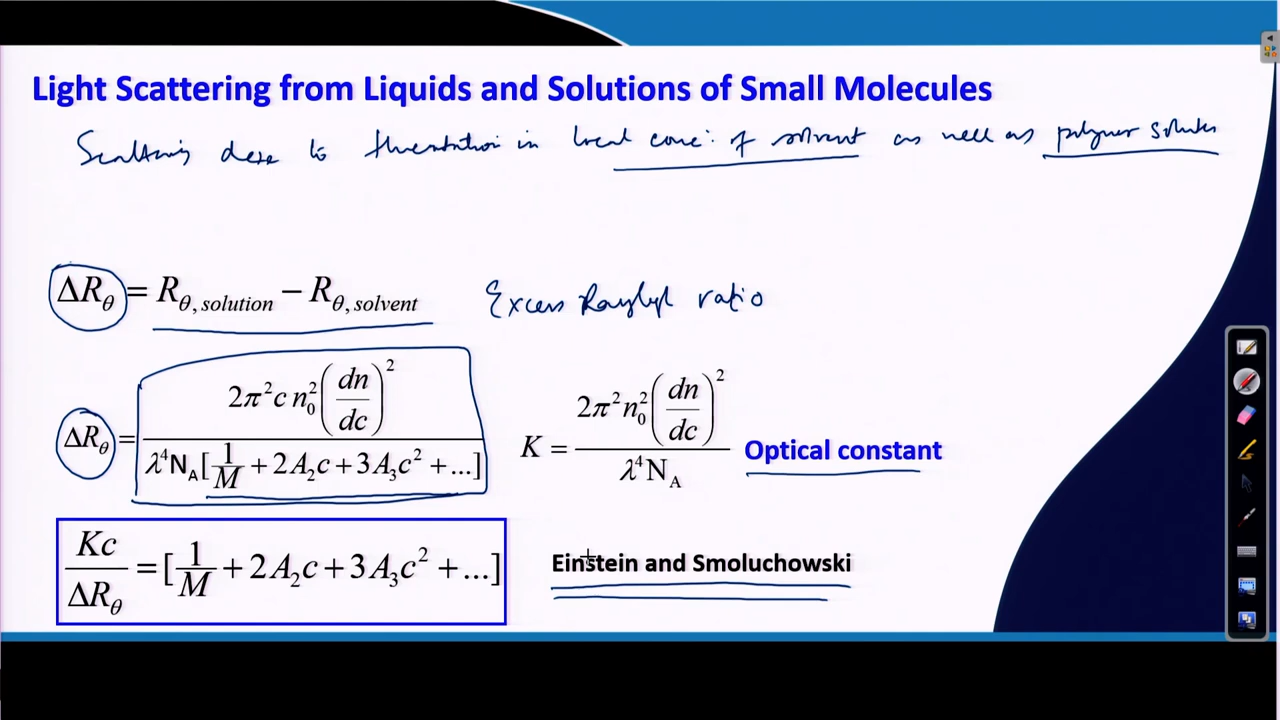 Light Scattering from Liquids and Solutions of Small Molecules
Scattering due to fluctuation in local conc. of solvent as well as polymer solutes
ΔR_θ = R_θ, solution − R_θ, solvent Excess Rayleigh ratio
ΔR_θ = 2π²c n₀² (dn/dc)² / λ⁴N_A[1/M + 2A₂c + 3A₃c² + ...] K = 2π²n₀² (dn/dc)² / λ⁴N_A Optical constant
Kc/ΔR_θ = [1/M + 2A₂c + 3A₃c² + ...] Einstein and Smoluchowski